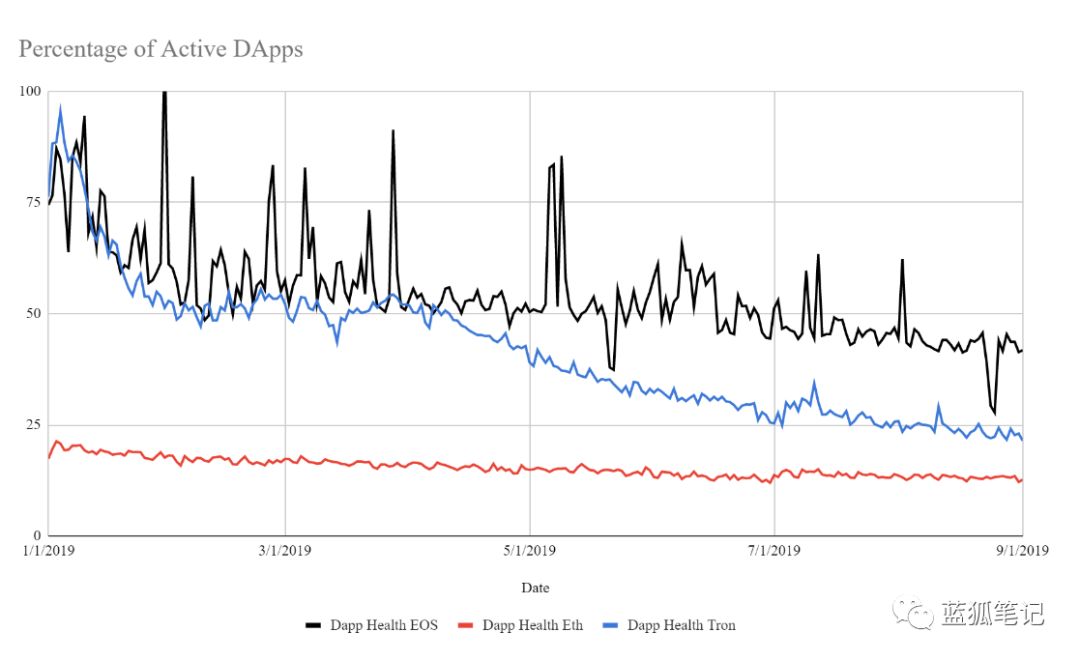 Percentage of Active DApps
100
75
50
25
0
1/1/2019 3/1/2019 5/1/2019 7/1/2019 9/1/2019
Date
Dapp Health EOS Dapp Health Eth Dapp Health Tron
蓝狐笔记